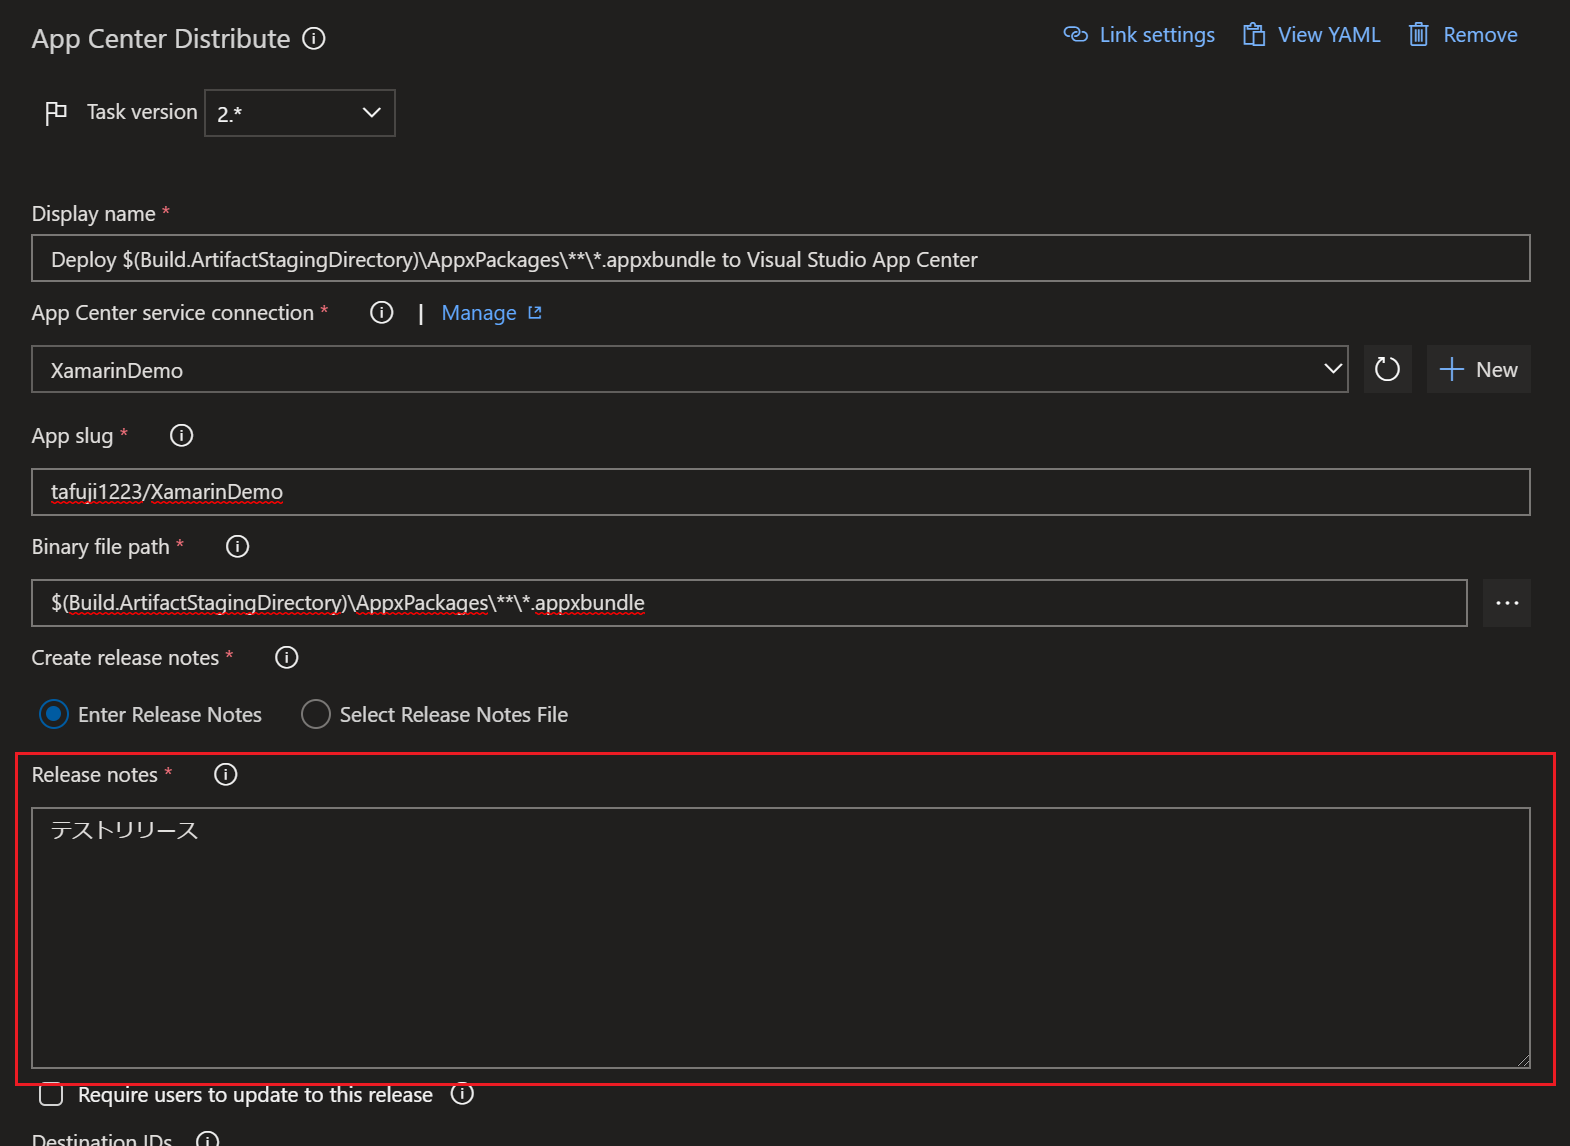 App Center Distribute
Link settings
View YAML
Remove
Task version
2.*
Display name *
Deploy $(Build.ArtifactStagingDirectory)\AppxPackages\**\*.appxbundle to Visual Studio App Center
App Center service connection * | Manage
XamarinDemo
New
App slug *
tafuji1223/XamarinDemo
Binary file path *
$(Build.ArtifactStagingDirectory)\AppxPackages\**\*.appxbundle
...
Create release notes *
Enter Release Notes
Select Release Notes File
Release notes *
テストリリース
Require users to update to this release
Destination IDs